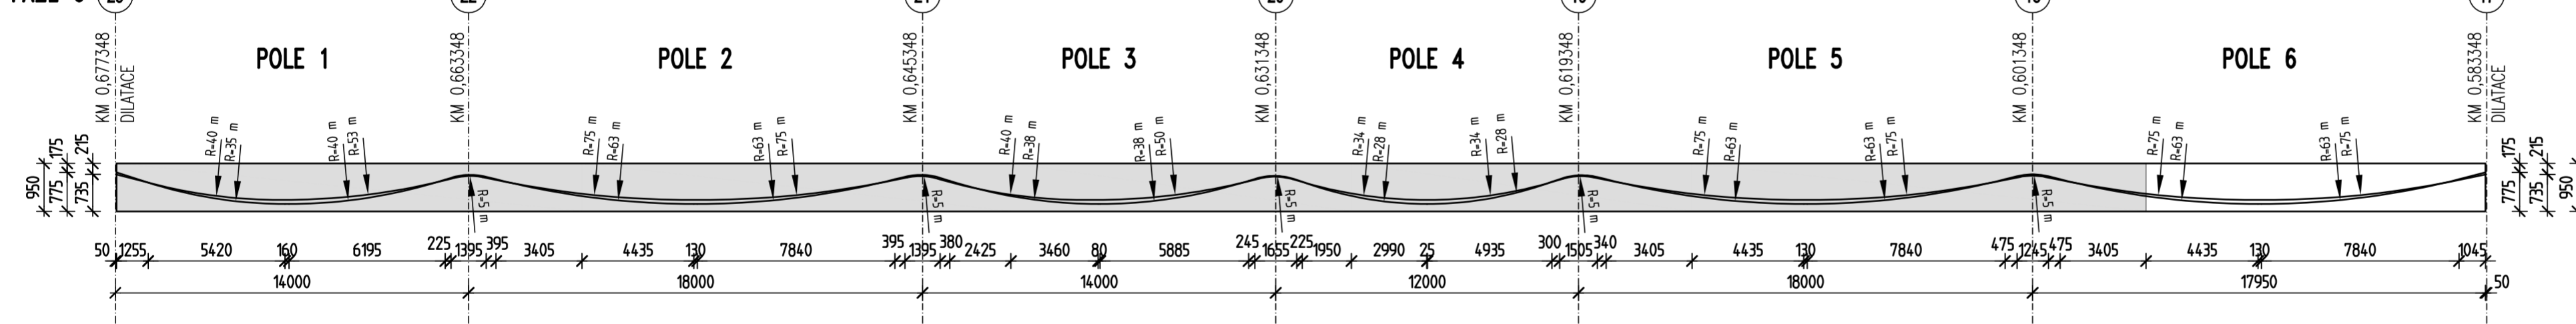 POLE 1 POLE 2 POLE 3 POLE 4 POLE 5 POLE 6
KM 0,677348
DILATACE
KM 0,663348
KM 0,645348
KM 0,631348
KM 0,619348
KM 0,601348
KM 0,583348
DILATACE
R=40 m R=35 m R=40 m R=53 m
R=75 m R=63 m R=63 m R=75 m
R=40 m R=38 m R=38 m R=50 m
R=34 m R=28 m R=34 m R=28 m
R=75 m R=63 m R=63 m R=75 m
R=75 m R=63 m R=63 m R=75 m
950 775 175 735 215
R=5 m R=5 m R=5 m R=5 m R=5 m
775 175 735 215 950
50 1255 5420 160 6195 225 1395 395 3405 4435 130 7840 395 1395 380 2425 3460 80 5885 245 1655 225 1950 2990 25 4935 300 1505 340 3405 4435 130 7840 475 1245 475 3405 4435 130 7840 1045
14000 18000 14000 12000 18000 17950 50